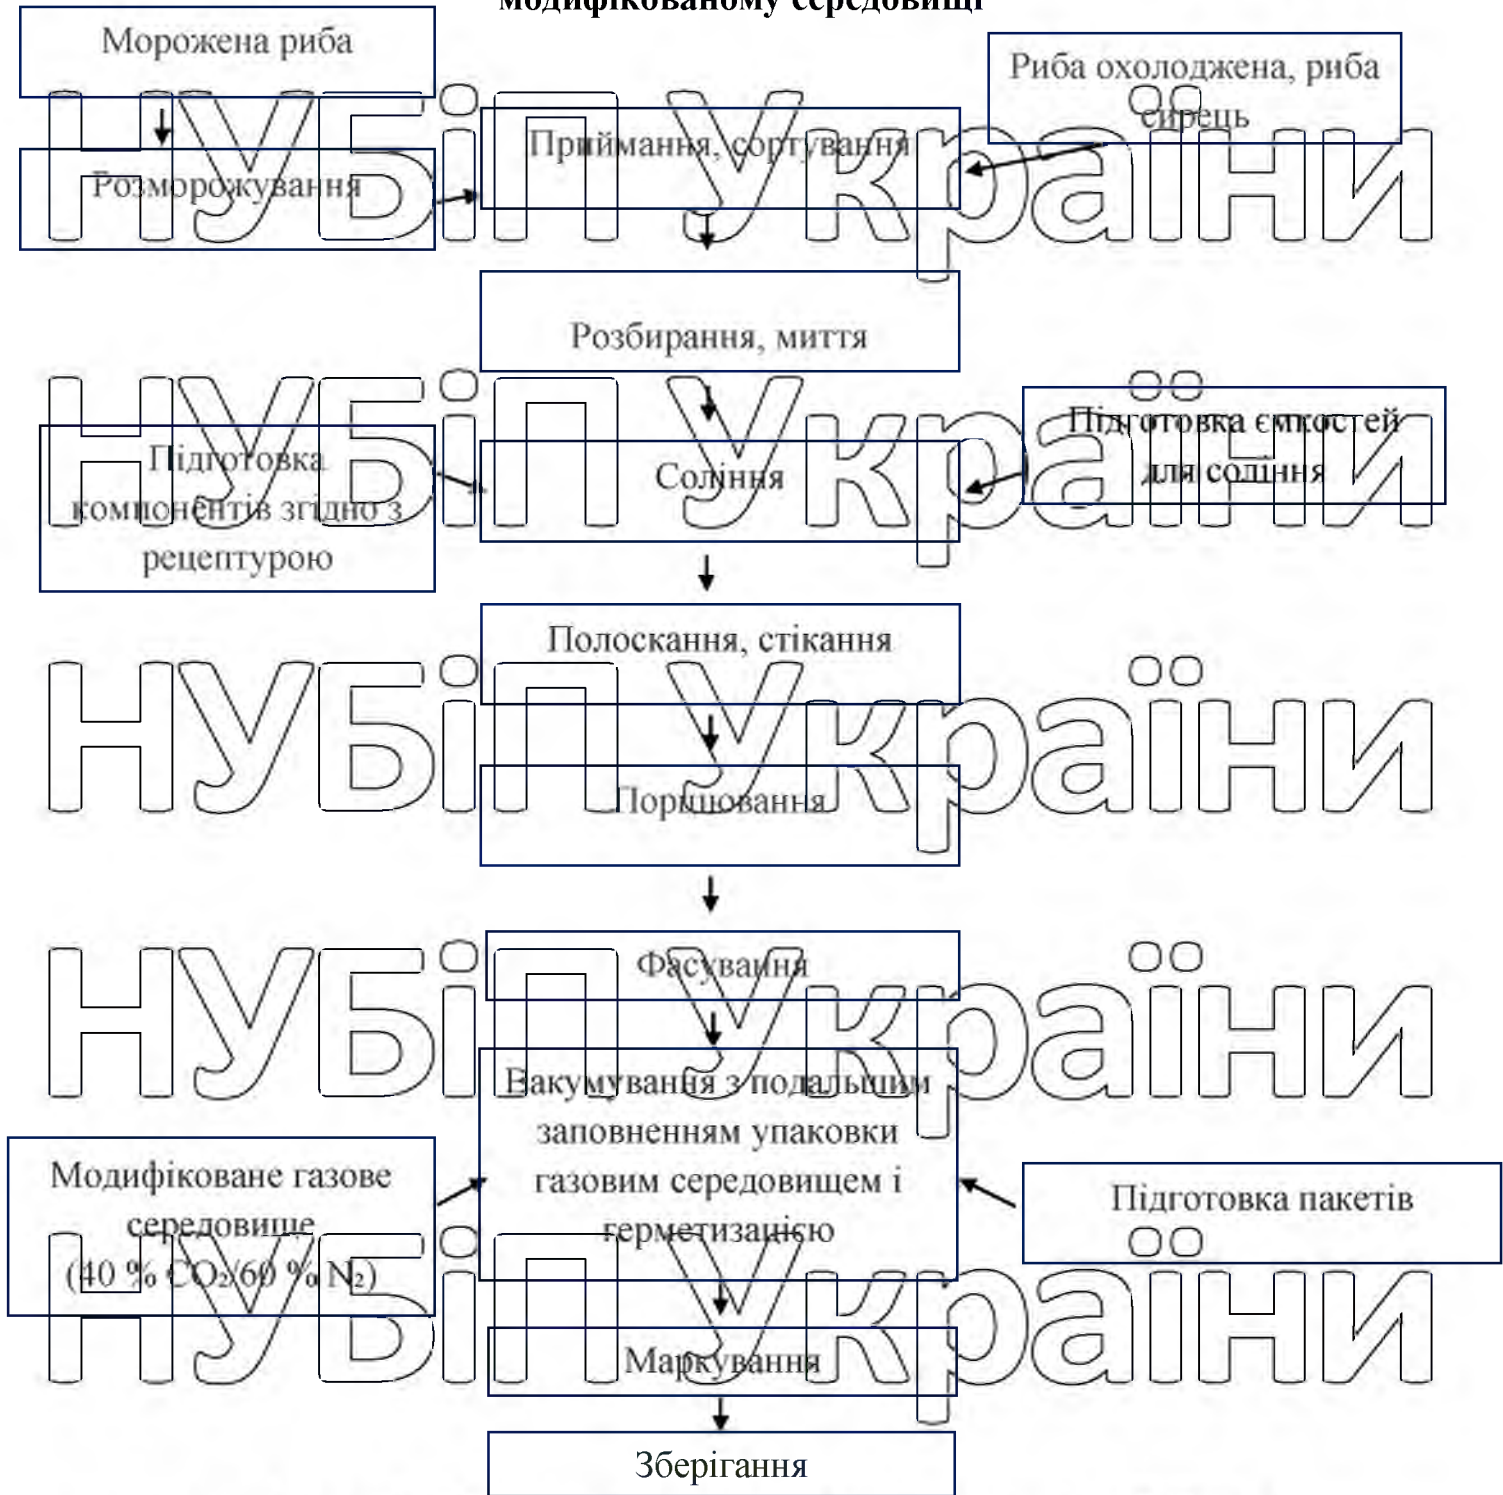 модифікованому середовищі
Морожена риба
Риба охолоджена, риба
сирець
Розморожування
Приймання, сортування
НУБіП України
Розбирання, миття
НУБіП України
Підготовка
компонентів згідно з
рецептурою
Соління
Підготовка ємкостей
для соління
Полоскання, стікання
НУБіП України
Порціювання
Фасування
НУБіП України
Вакумування з подальшим
заповненням упаковки
газовим середовищем і
герметизацією
Модифіковане газове
середовище
(40 % CO₂/60 % N₂)
Підготовка пакетів
НУБіП України
Маркування
Зберігання